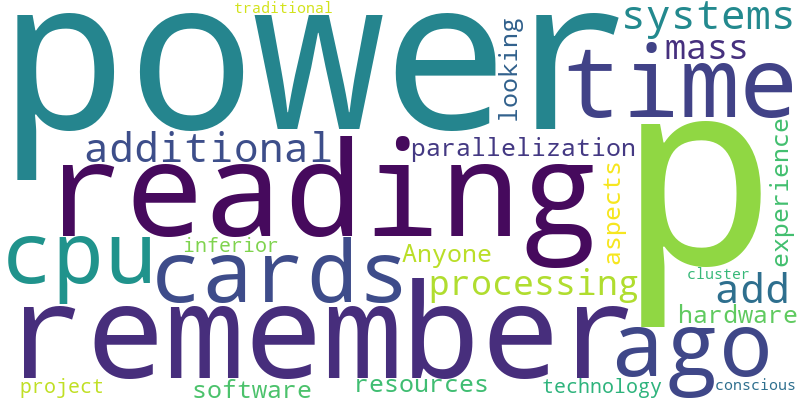 traditional
power
looking
systems
mass
time
additional
parallelization
reading
p
aspects
experience
cpu
inferior
cards
Anyone
processing
cluster
add
remember
hardware
ago
project
software
resources
technology
conscious